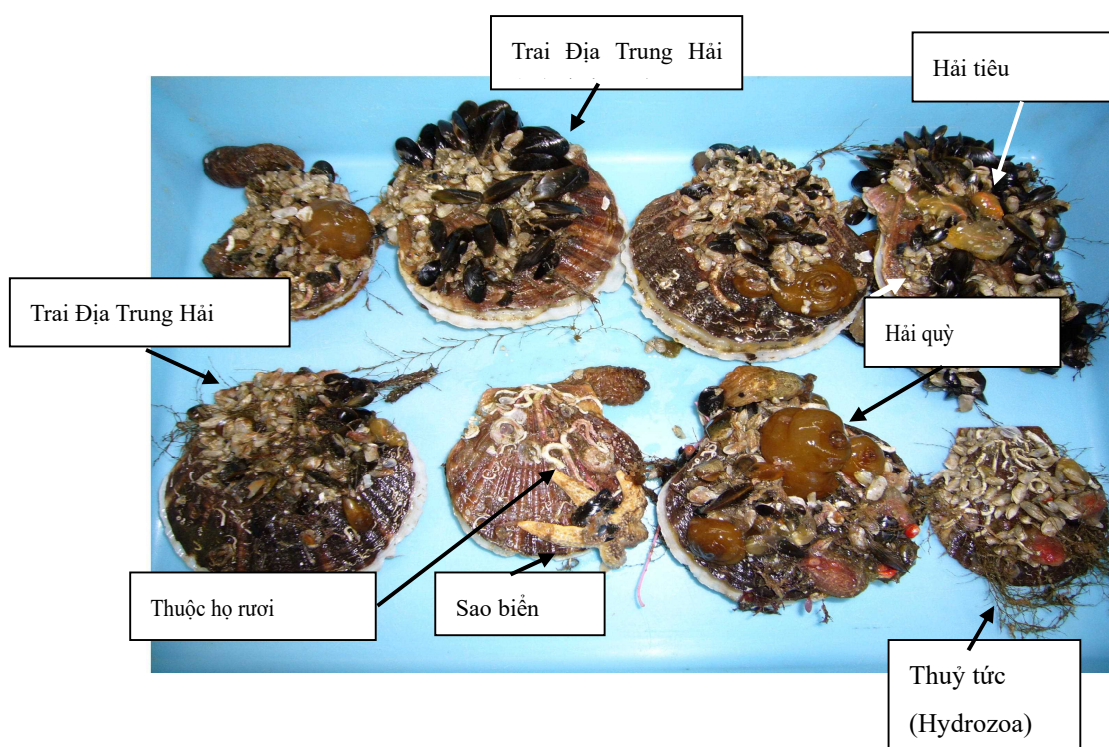 Trai Địa Trung Hải
Hải tiêu
Trai Địa Trung Hải
Hải quỳ
Thuộc họ rươi
Sao biển
Thuỷ tức
(Hydrozoa)